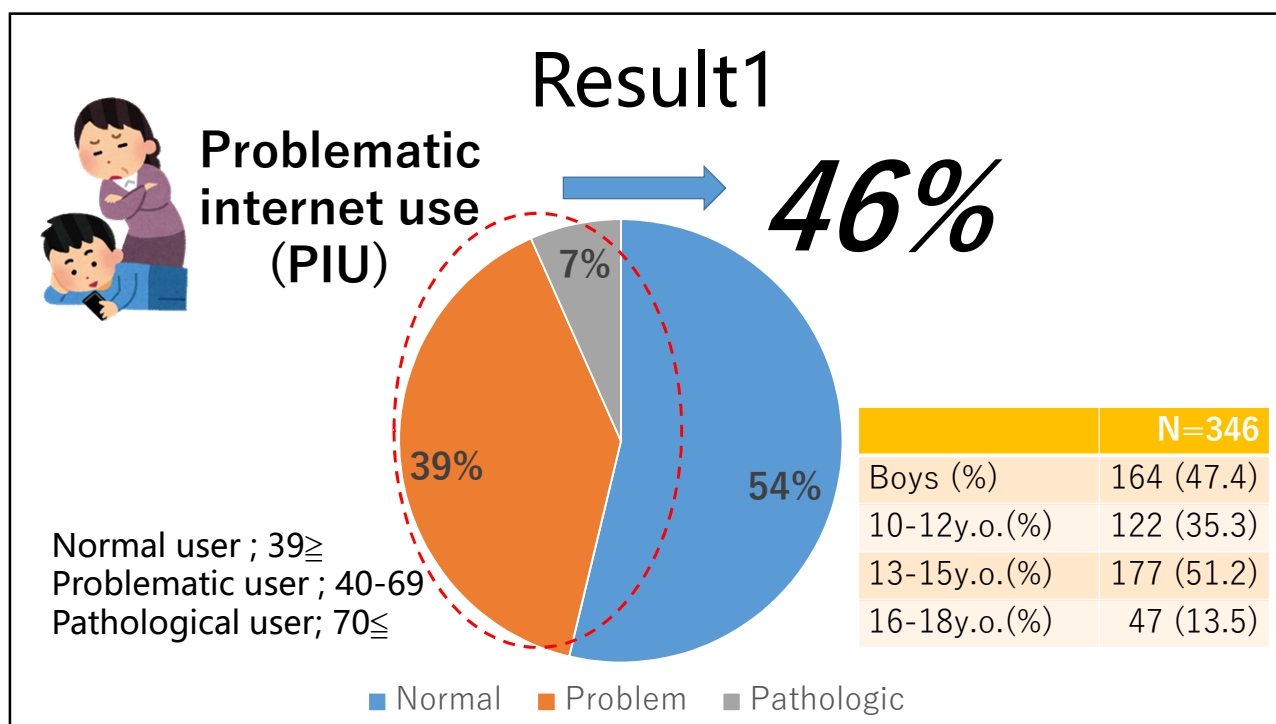 Result1
Problematic
internet use
(PIU)
46%
7%
39%
54%
Normal user ; 39≧
Problematic user ; 40-69
Pathological user; 70≦
N=346
Boys (%) 164 (47.4)
10-12y.o.(%) 122 (35.3)
13-15y.o.(%) 177 (51.2)
16-18y.o.(%) 47 (13.5)
Normal Problem Pathologic